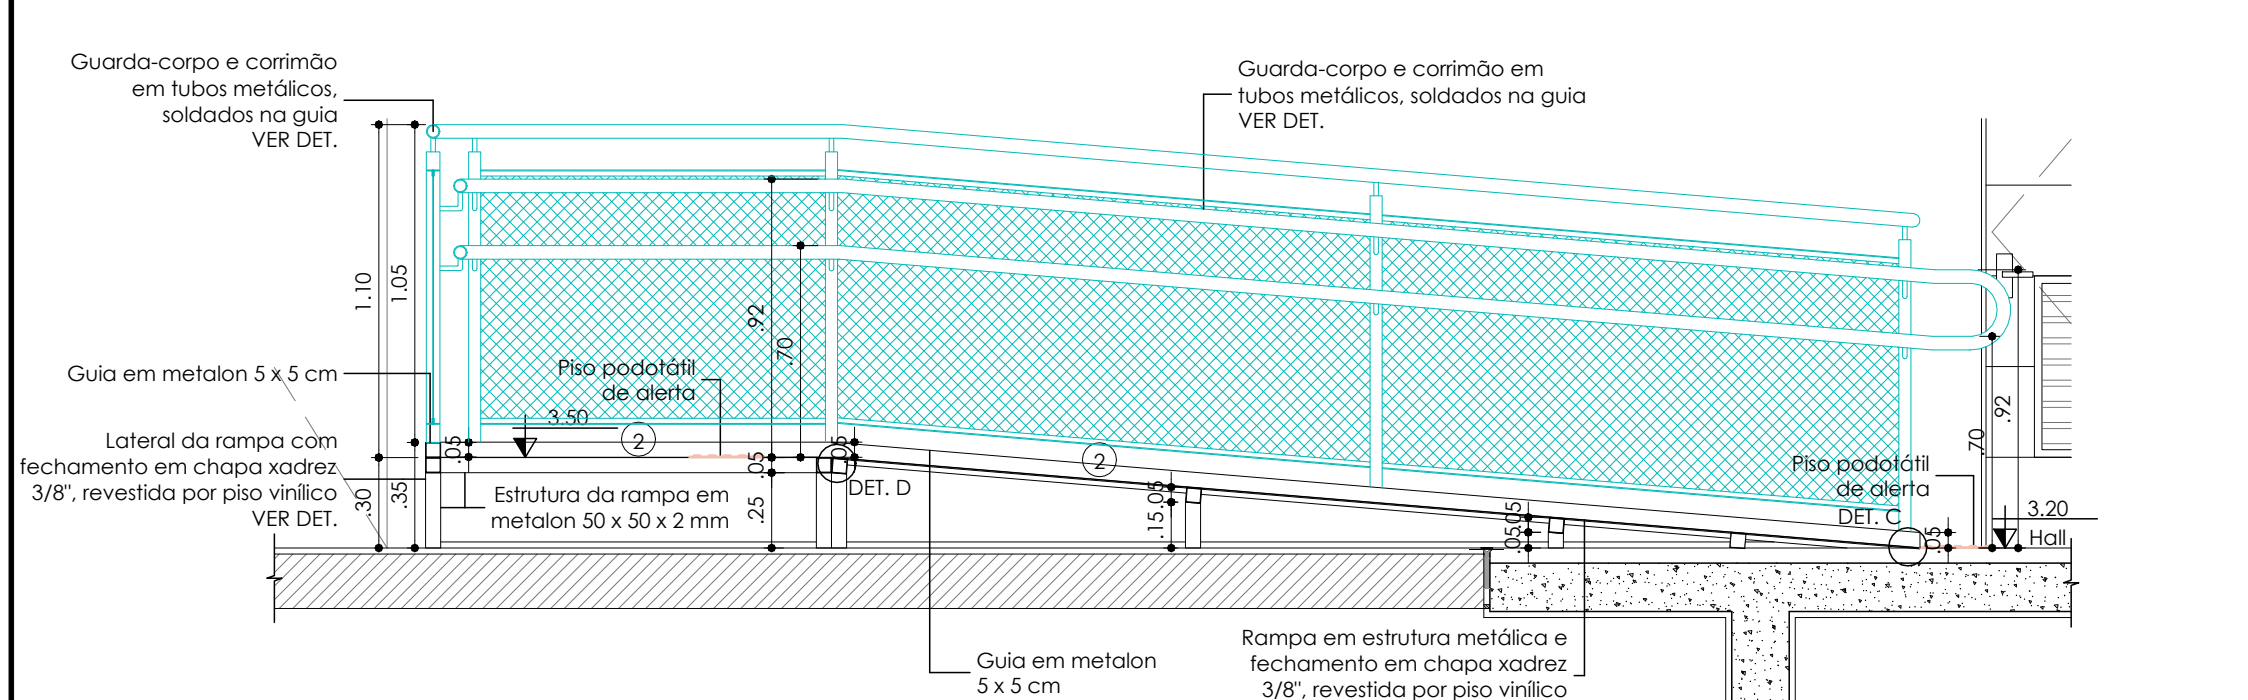 Guarda-corpo e corrimão
em tubos metálicos,
soldados na guia
VER DET.
Guarda-corpo e corrimão em
tubos metálicos, soldados na guia
VER DET.
1.10
1.05
.92
.70
Piso podotátil
de alerta
Guia em metalon 5 x 5 cm
3.50
2
.05
.05
.05
Lateral da rampa com
fechamento em chapa xadrez
3/8", revestida por piso vinílico
VER DET.
.30
.35
Estrutura da rampa em
metalon 50 x 50 x 2 mm
.25
DET. D
2
.05
.15
.05
.05
Piso podotátil
de alerta
DET. C
.05
.70
.92
3.20
Hall
Guia em metalon
5 x 5 cm
Rampa em estrutura metálica e
fechamento em chapa xadrez
3/8", revestida por piso vinílico